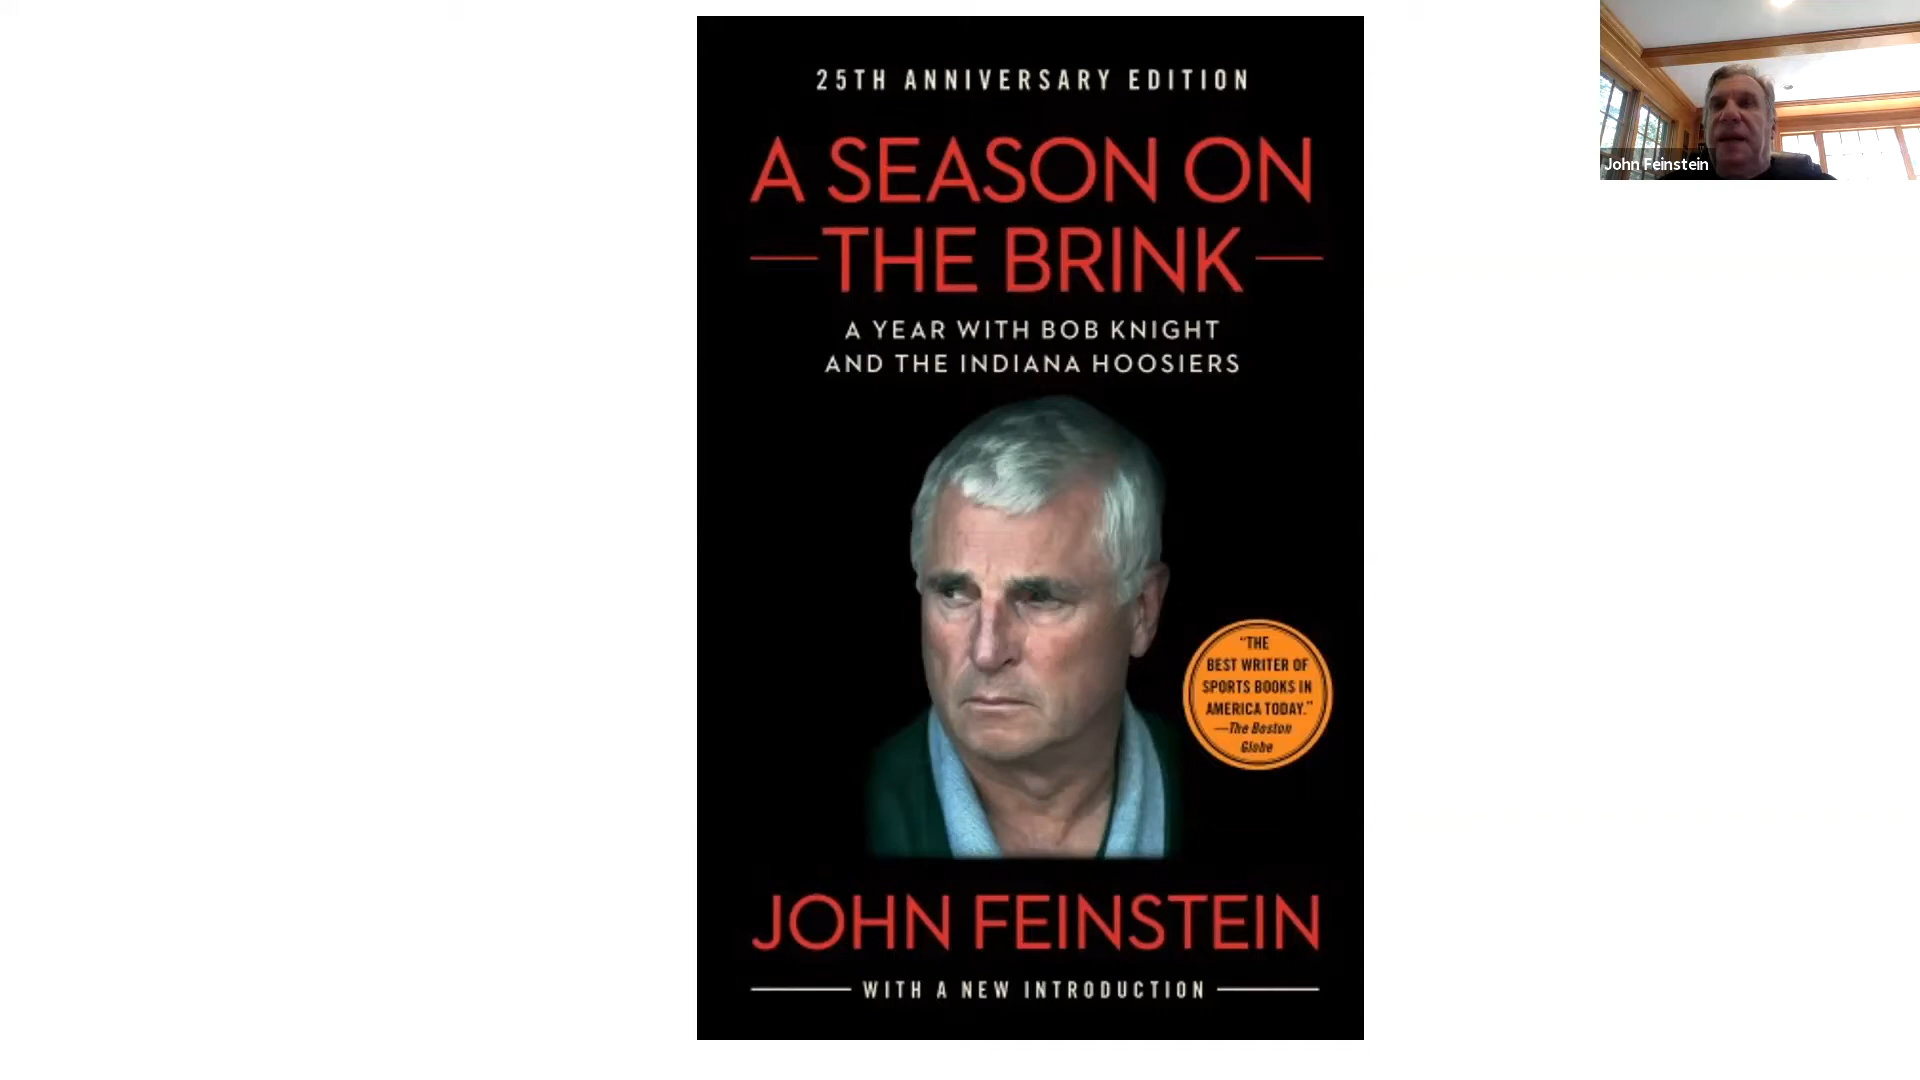 25TH ANNIVERSARY EDITION
A SEASON ON
THE BRINK
A YEAR WITH BOB KNIGHT
AND THE INDIANA HOOSIERS
"THE
BEST WRITER OF
SPORTS BOOKS IN
AMERICA TODAY."
—The Boston
Globe
JOHN FEINSTEIN
WITH A NEW INTRODUCTION
John Feinstein